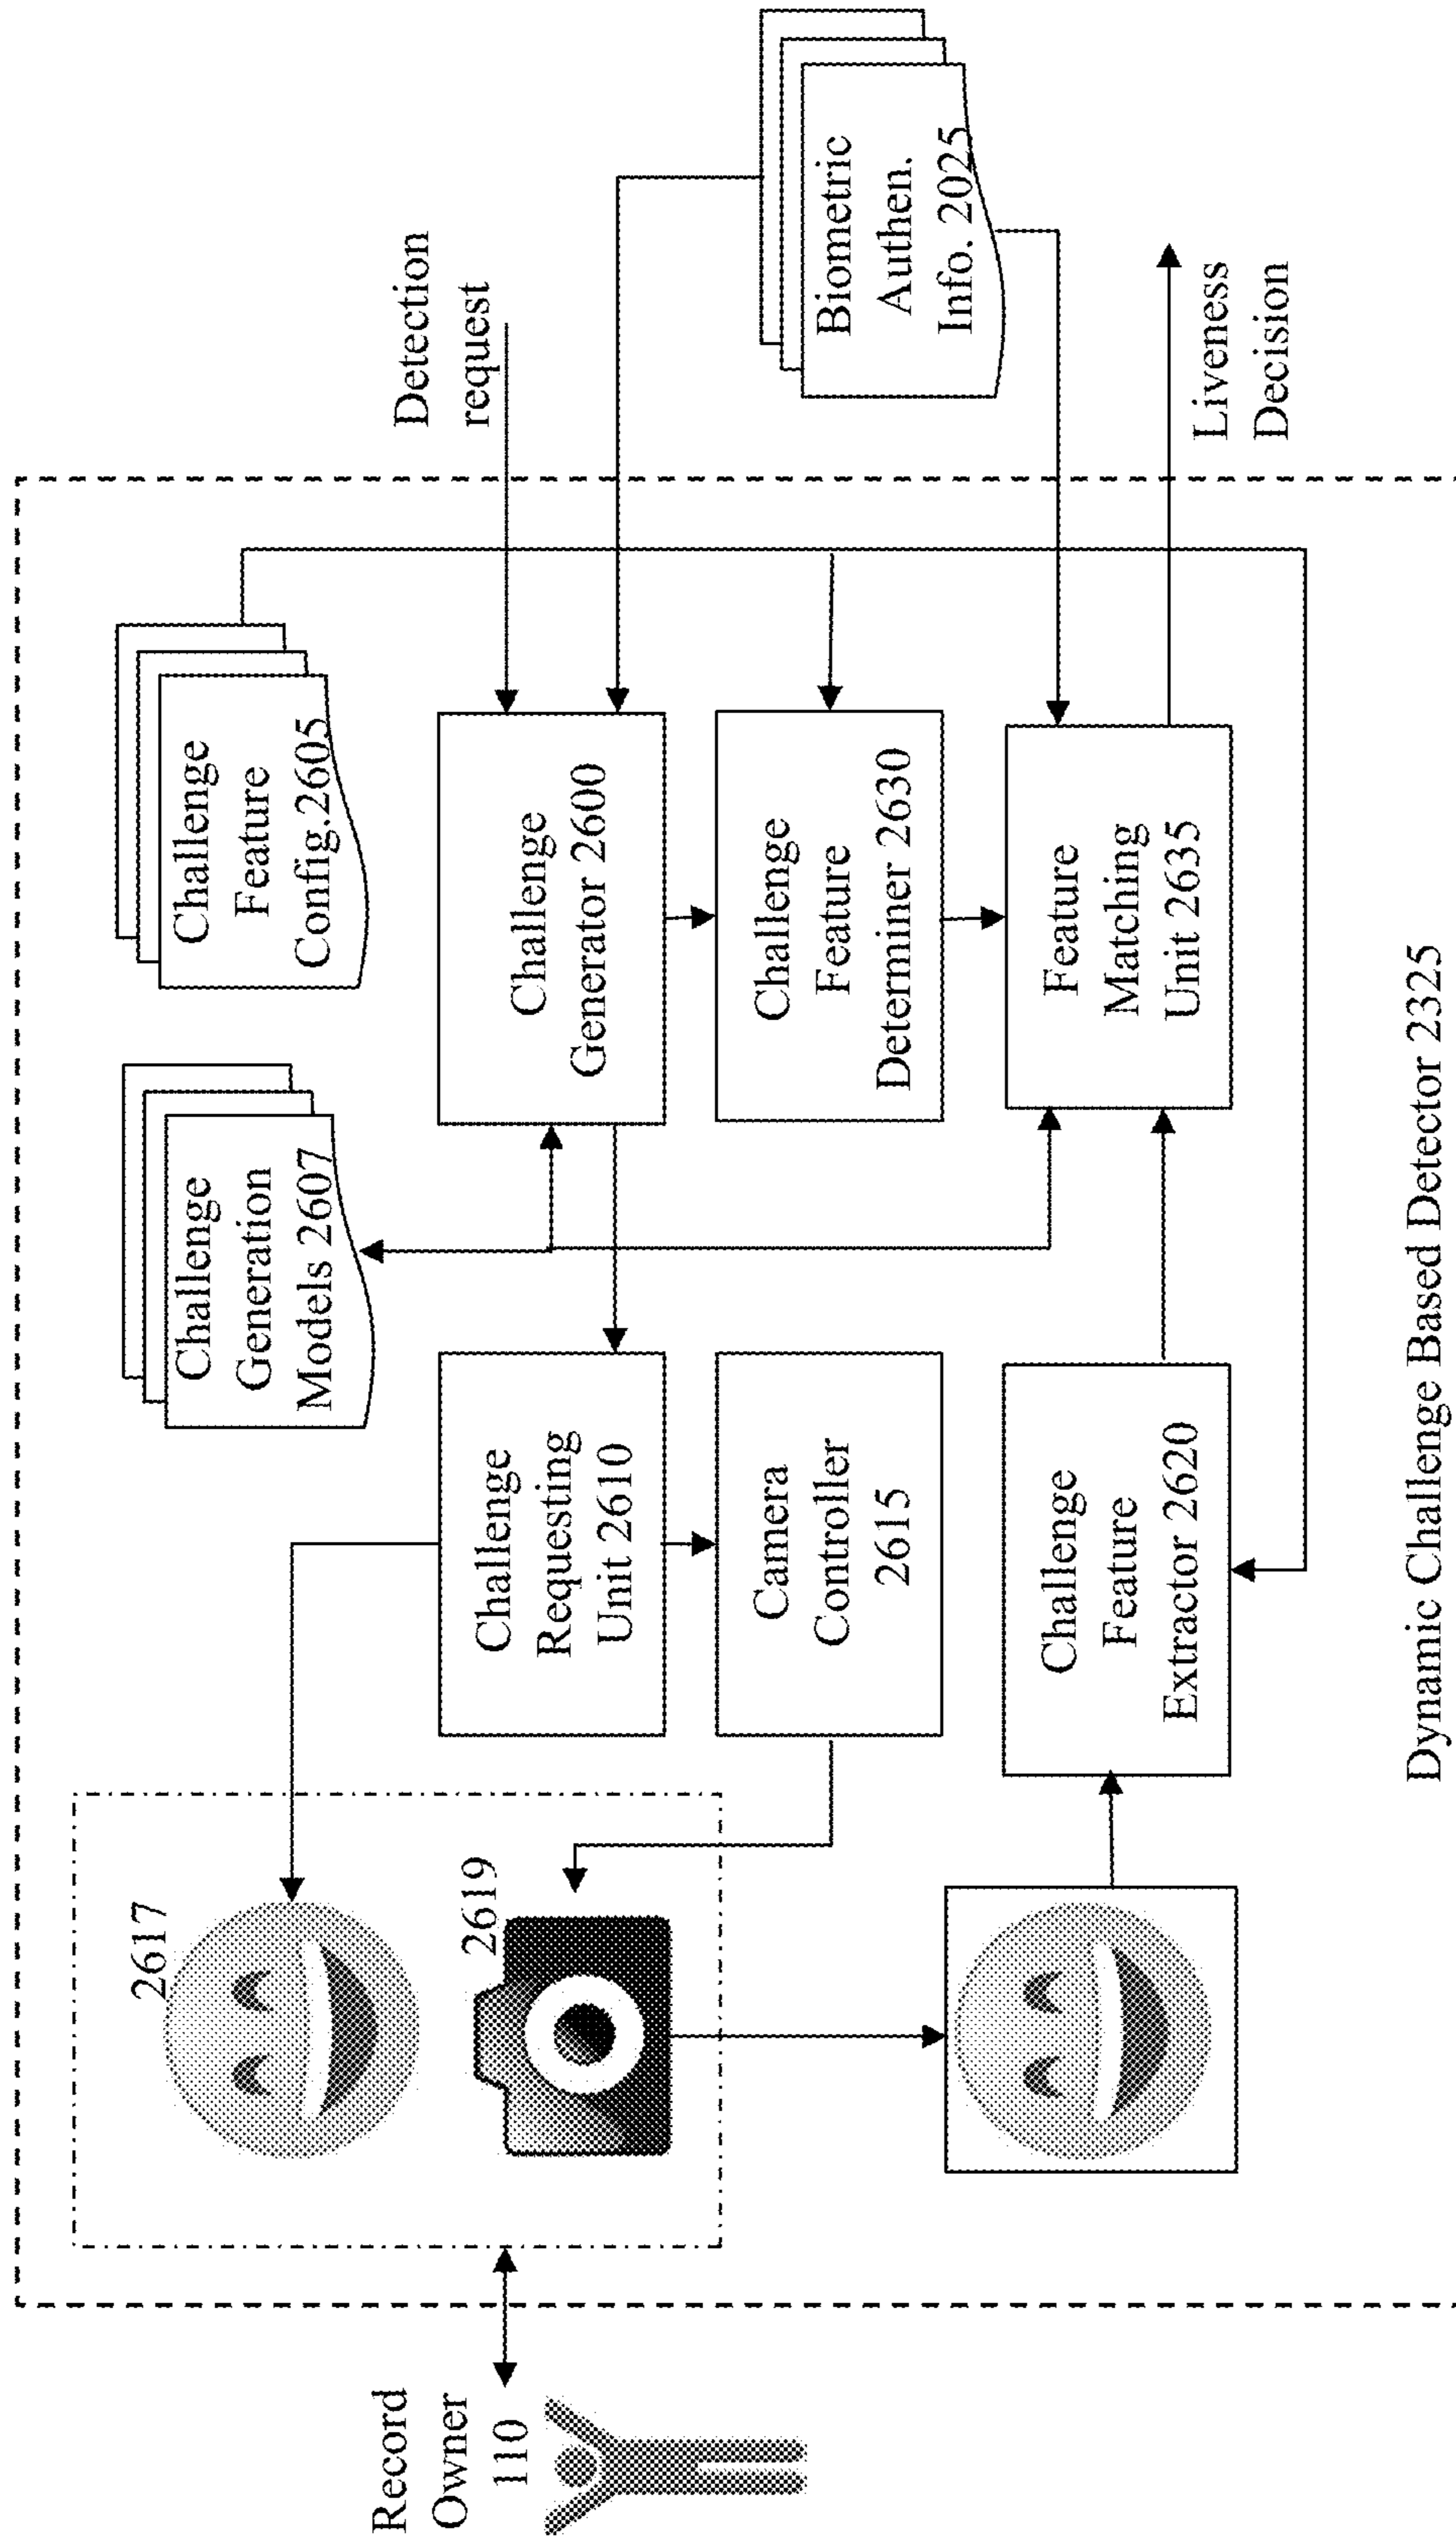 Record
Owner
110
2617
2619
Challenge
Requesting
Unit 2610
Camera
Controller
2615
Challenge
Feature
Extractor 2620
Challenge
Generation
Models 2607
Challenge
Feature
Config.2605
Challenge
Generator 2600
Challenge
Feature
Determiner 2630
Feature
Matching
Unit 2635
Detection
request
Biometric
Authen.
Info. 2025
Liveness
Decision
Dynamic Challenge Based Detector 2325